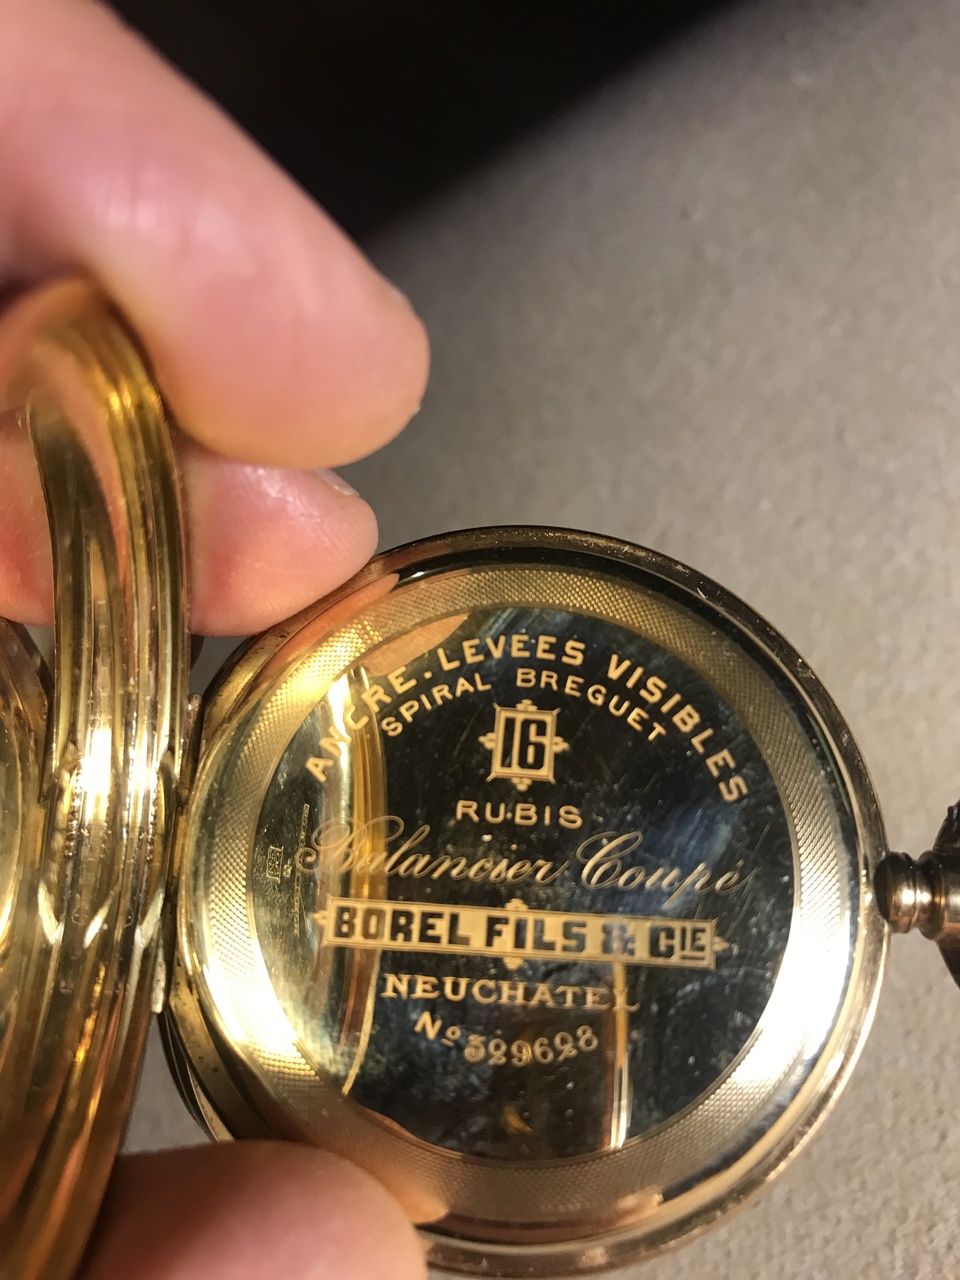 ANCRE. LEVÉES VISIBLES
SPIRAL BREGUET
16
RUBIS
Balancier Coupé
BOREL FILS & CIE
NEUCHATEL
No 329628